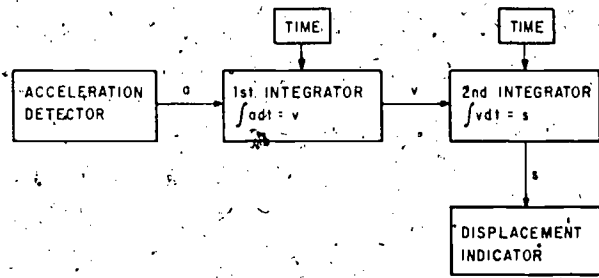 TIME
TIME
ACCELERATION
DETECTOR
a
1st. INTEGRATOR
∫adt = v
v
2nd INTEGRATOR
∫vdt = s
s
DISPLACEMENT
INDICATOR